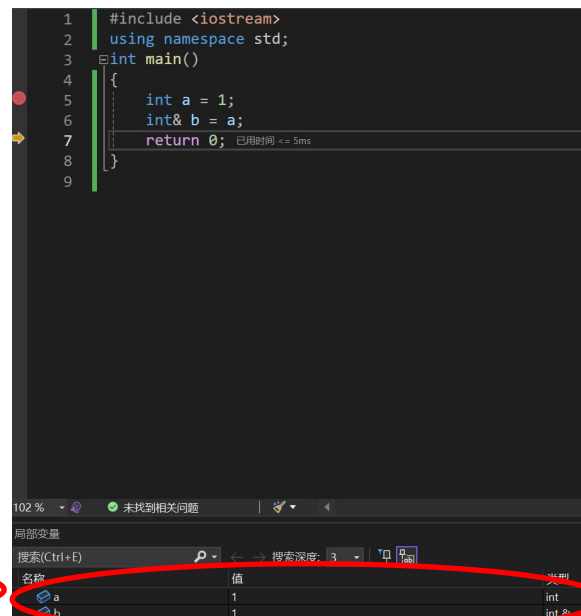 1 #include <iostream>
2 using namespace std;
3 int main()
4 {
5 int a = 1;
6 int& b = a;
7 return 0; 已用时间 <= 5ms
8 }
9
102 % 未找到相关问题
局部变量
搜索(Ctrl+E) 搜索深度: 3
名称 值 类型
a 1 int
b 1 int &